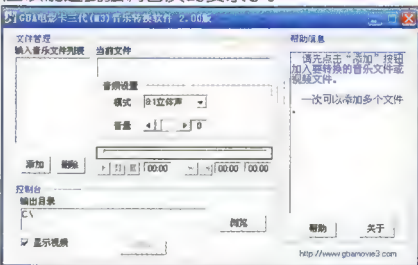 GBA电影卡三代(M3)音乐转换软件 2.00版
文件管理
输入音乐文件列表
当前文件
音频设置
模式 立体声
音量 0
添加
删除
00:00
00:00 00:00
控制台
输出目录
C:\
浏览
显示视频
帮助信息
请先点击“添加”按钮
加入要转换的音乐文件或
视频文件。
一次可以添加多个文件
。
帮助
关于
http://www.gbamovie3.com